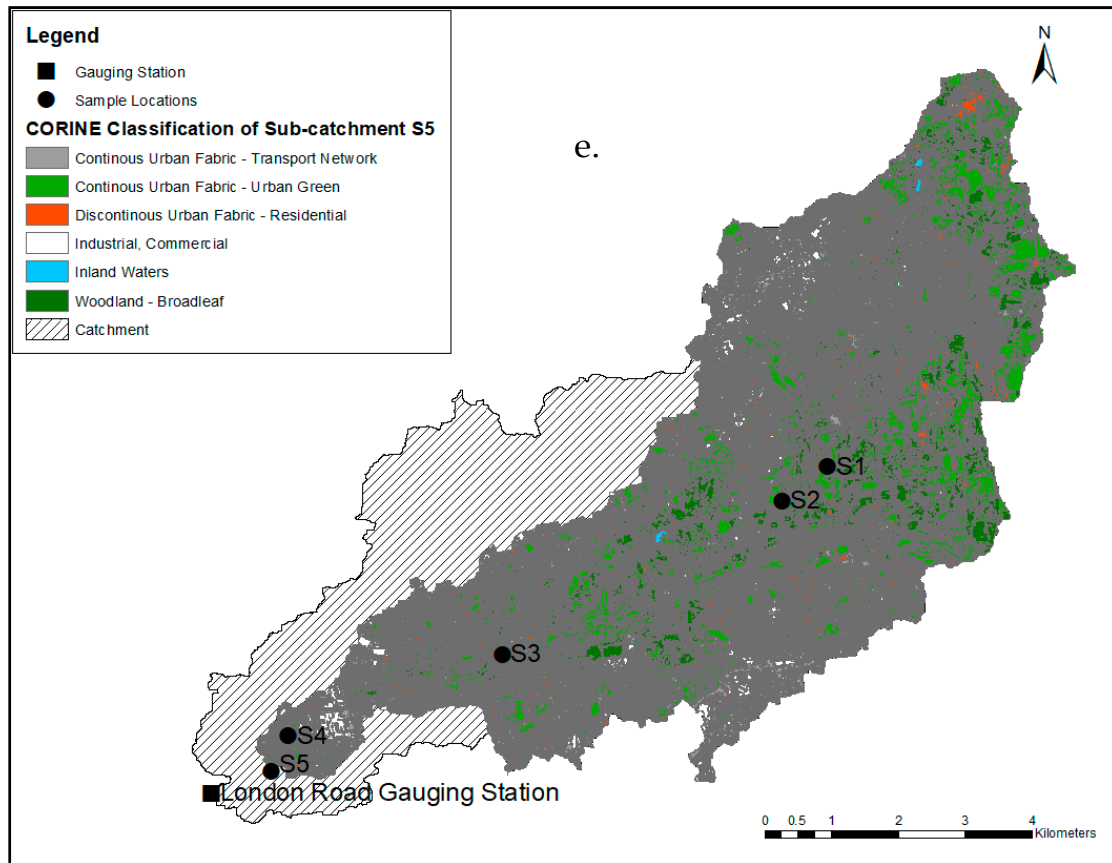 Legend
Gauging Station
Sample Locations
CORINE Classification of Sub-catchment S5
Continous Urban Fabric - Transport Network
Continous Urban Fabric - Urban Green
Discontinous Urban Fabric - Residential
Industrial, Commercial
Inland Waters
Woodland - Broadleaf
Catchment
N
e.
S1
S2
S3
S4
S5
London Road Gauging Station
0 0.5 1 2 3 4
Kilometers